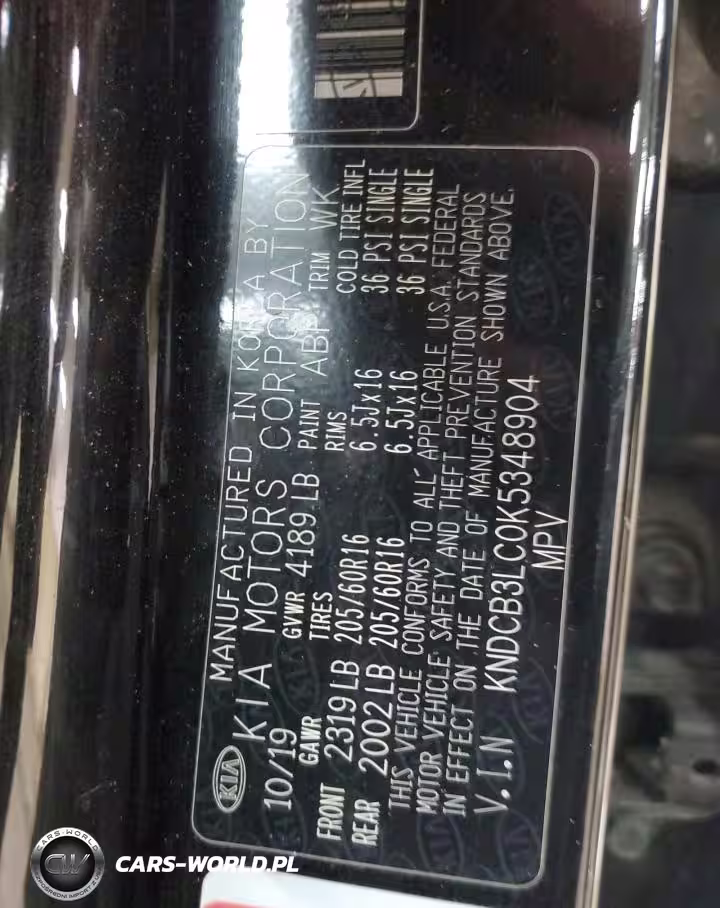 KIA
MANUFACTURED IN KOREA BY
KIA MOTORS CORPORATION
10/19 GVWR 4189 LB PAINT ABP TRIM WK
GAWR TIRES RIMS COLD TIRE INFL
FRONT 2319 LB 205/60R16 6.5Jx16 36 PSI SINGLE
REAR 2002 LB 205/60R16 6.5Jx16 36 PSI SINGLE
THIS VEHICLE CONFORMS TO ALL APPLICABLE U.S.A. FEDERAL
MOTOR VEHICLE SAFETY AND THEFT PREVENTION STANDARDS
IN EFFECT ON THE DATE OF MANUFACTURE SHOWN ABOVE.
V.I.N KNDCB3LC0K5348904
MPV
CARS-WORLD
CW
CARS-WORLD.PL